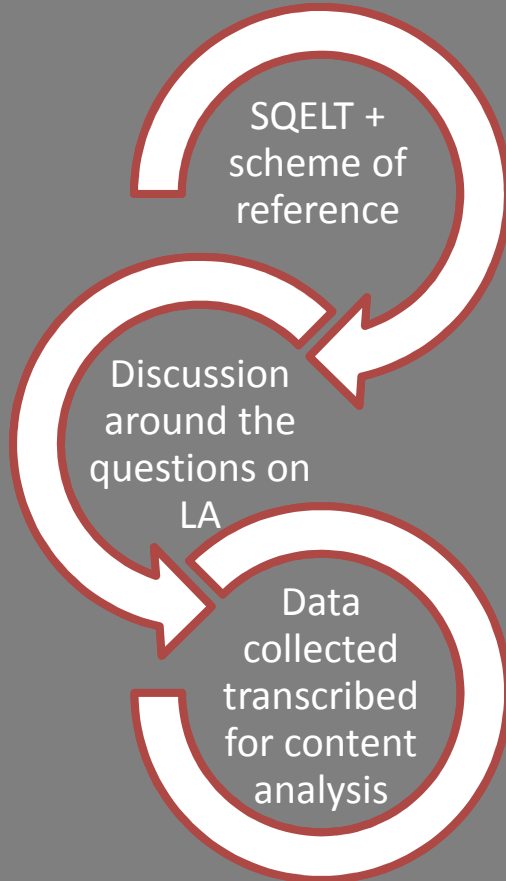 SQELT +
scheme of
reference
Discussion
around the
questions on
LA
Data
collected
transcribed
for content
analysis